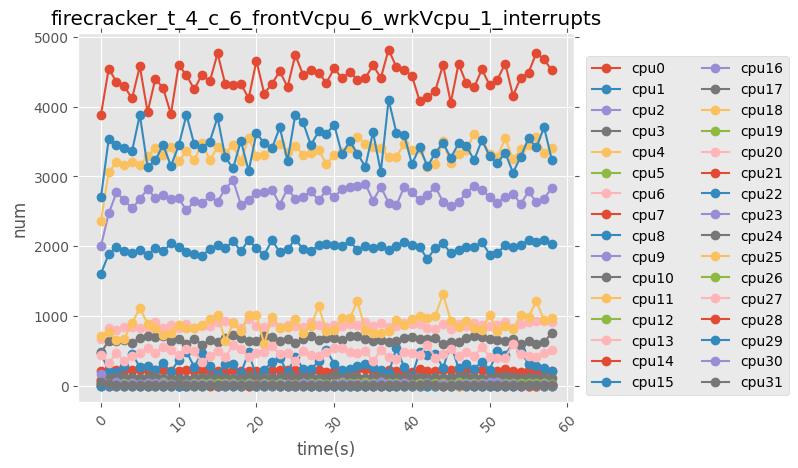 firecracker_t_4_c_6_frontVcpu_6_wrkVcpu_1_interrupts
num
5000
4000
3000
2000
1000
0
0
10
20
30
40
50
60
time(s)
cpu0
cpu1
cpu2
cpu3
cpu4
cpu5
cpu6
cpu7
cpu8
cpu9
cpu10
cpu11
cpu12
cpu13
cpu14
cpu15
cpu16
cpu17
cpu18
cpu19
cpu20
cpu21
cpu22
cpu23
cpu24
cpu25
cpu26
cpu27
cpu28
cpu29
cpu30
cpu31